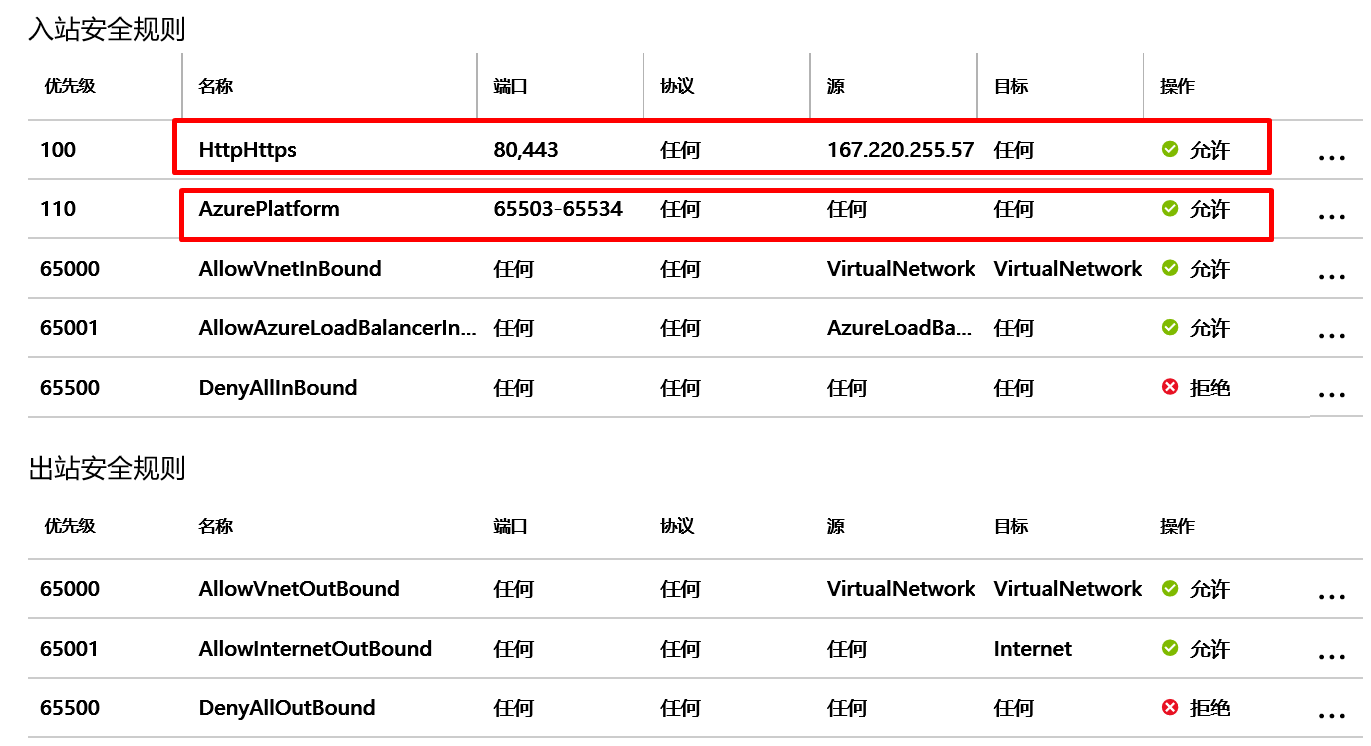 入站安全规则
优先级 名称 端口 协议 源 目标 操作
100 HttpHttps 80,443 任何 167.220.255.57 任何 允许 ...
110 AzurePlatform 65503-65534 任何 任何 任何 允许 ...
65000 AllowVnetInBound 任何 任何 VirtualNetwork VirtualNetwork 允许 ...
65001 AllowAzureLoadBalancerIn... 任何 任何 AzureLoadBa... 任何 允许 ...
65500 DenyAllInBound 任何 任何 任何 任何 拒绝 ...
出站安全规则
优先级 名称 端口 协议 源 目标 操作
65000 AllowVnetOutBound 任何 任何 VirtualNetwork VirtualNetwork 允许 ...
65001 AllowInternetOutBound 任何 任何 任何 Internet 允许 ...
65500 DenyAllOutBound 任何 任何 任何 任何 拒绝 ...